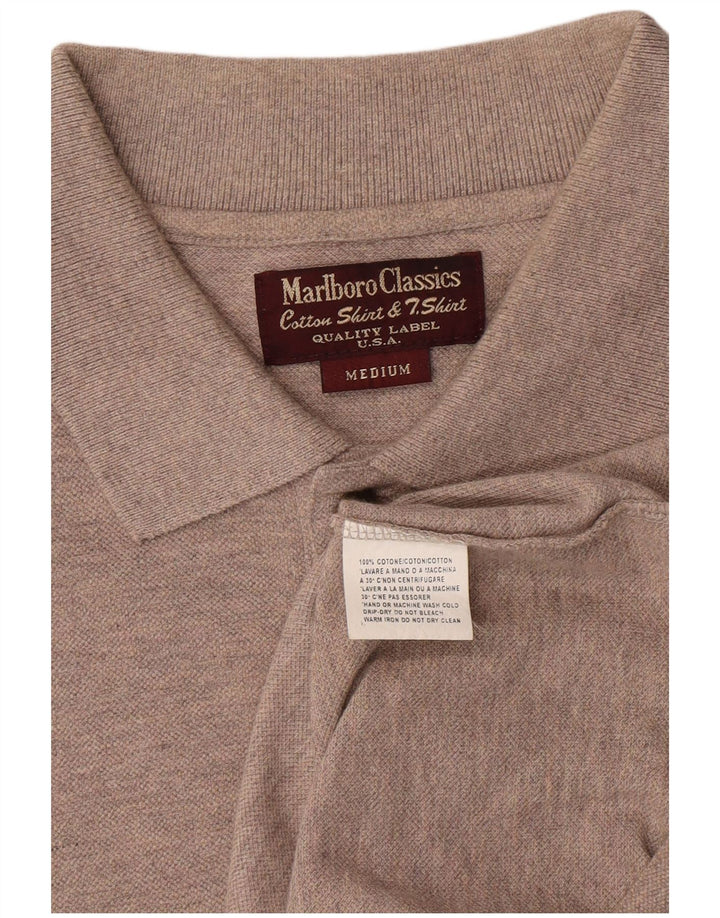 Marlboro Classics
Cotton Shirt & T.Shirt
QUALITY LABEL
U.S.A.
MEDIUM
100% COTONE/COTON/COTTON
'LAVARE A MANO O A MACCHINA
A 30° C'NON CENTRIFUGARE
'LAVER A LA MAIN OU A MACHINE
30° C'NE PAS ESSORER
'HAND OR MACHINE WASH COLD
DRIP-DRY DO NOT BLEACH
WARM IRON DO NOT DRY CLEAN